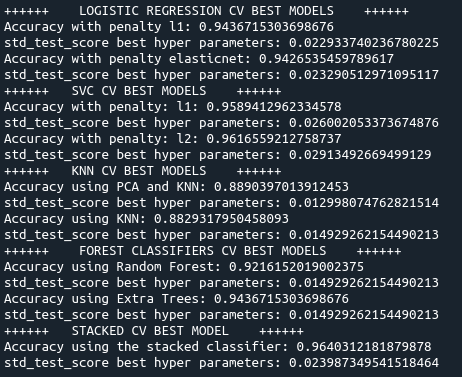 ++++++    LOGISTIC REGRESSION CV BEST MODELS    ++++++
Accuracy with penalty l1: 0.9436715303698676
std_test_score best hyper parameters: 0.022933740236780225
Accuracy with penalty elasticnet: 0.9426535459789617
std_test_score best hyper parameters: 0.023290512971095117
++++++   SVC CV BEST MODELS    ++++++
Accuracy with penalty: l1: 0.9589412962334578
std_test_score best hyper parameters: 0.026002053373674876
Accuracy with penalty: l2: 0.9616559212758737
std_test_score best hyper parameters: 0.02913492669499129
++++++   KNN CV BEST MODELS    ++++++
Accuracy using PCA and KNN: 0.8890397013912453
std_test_score best hyper parameters: 0.012998074762821514
Accuracy using KNN: 0.8829317950458093
std_test_score best hyper parameters: 0.014929262154490213
++++++    FOREST CLASSIFIERS CV BEST MODELS    ++++++
Accuracy using Random Forest: 0.9216152019002375
std_test_score best hyper parameters: 0.014929262154490213
Accuracy using Extra Trees: 0.9436715303698676
std_test_score best hyper parameters: 0.014929262154490213
++++++   STACKED CV BEST MODEL    ++++++
Accuracy using the stacked classifier: 0.9640312181879878
std_test_score best hyper parameters: 0.023987349541518464